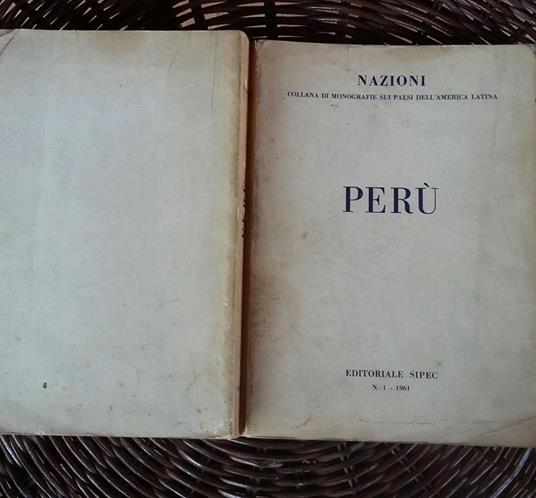 NAZIONI
COLLANA DI MONOGRAFIE SUI PAESI DELL'AMERICA LATINA
PERÙ
EDITORIALE SIPEC
N. 1 - 1961